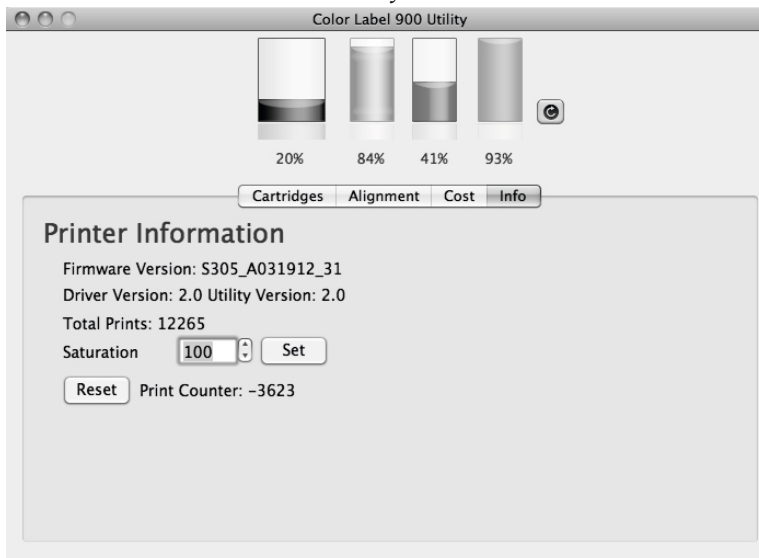 Color Label 900 Utility
20% 84% 41% 93%
Cartridges Alignment Cost Info
Printer Information
Firmware Version: S305_A031912_31
Driver Version: 2.0 Utility Version: 2.0
Total Prints: 12265
Saturation 100 Set
Reset Print Counter: -3623